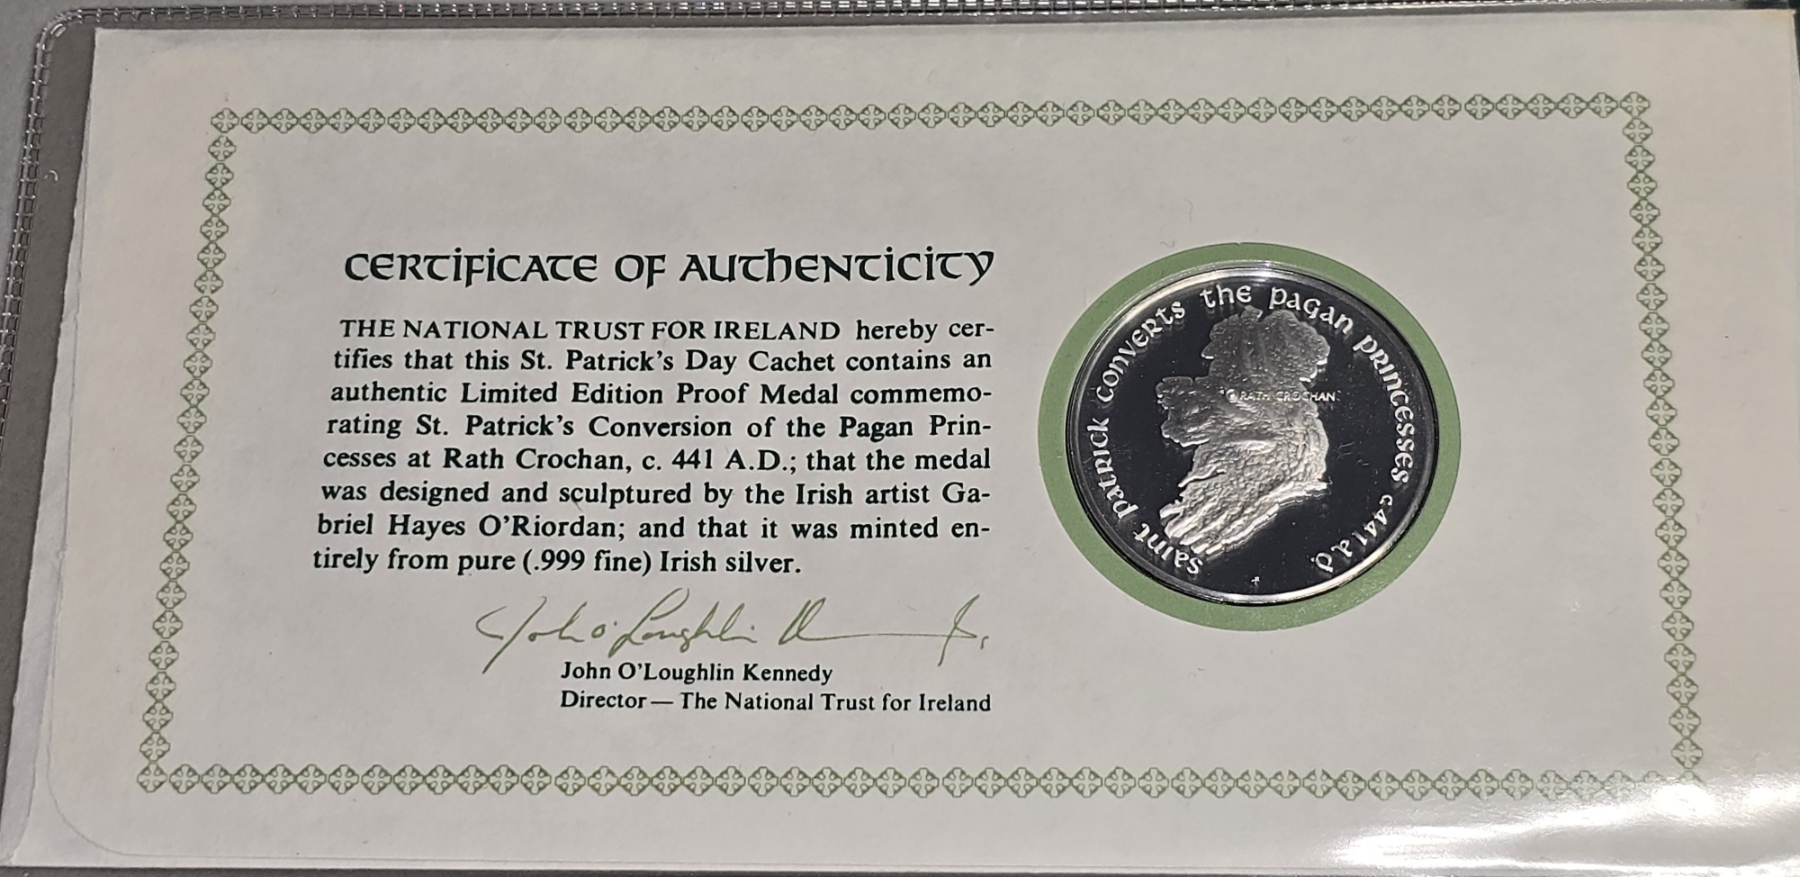 CERTIFICATE OF AUTHENTICITY
THE NATIONAL TRUST FOR IRELAND hereby cer-
tifies that this St. Patrick's Day Cachet contains an
authentic Limited Edition Proof Medal commemo-
rating St. Patrick's Conversion of the Pagan Prin-
cesses at Rath Crochan, c. 441 A.D.; that the medal
was designed and sculptured by the Irish artist Ga-
briel Hayes O'Riordan; and that it was minted en-
tirely from pure (.999 fine) Irish silver.
John O'Loughlin Kennedy
Director — The National Trust for Ireland
saint patrick converts the pagan princesses c.441 a.d.
RATH CROCHAN